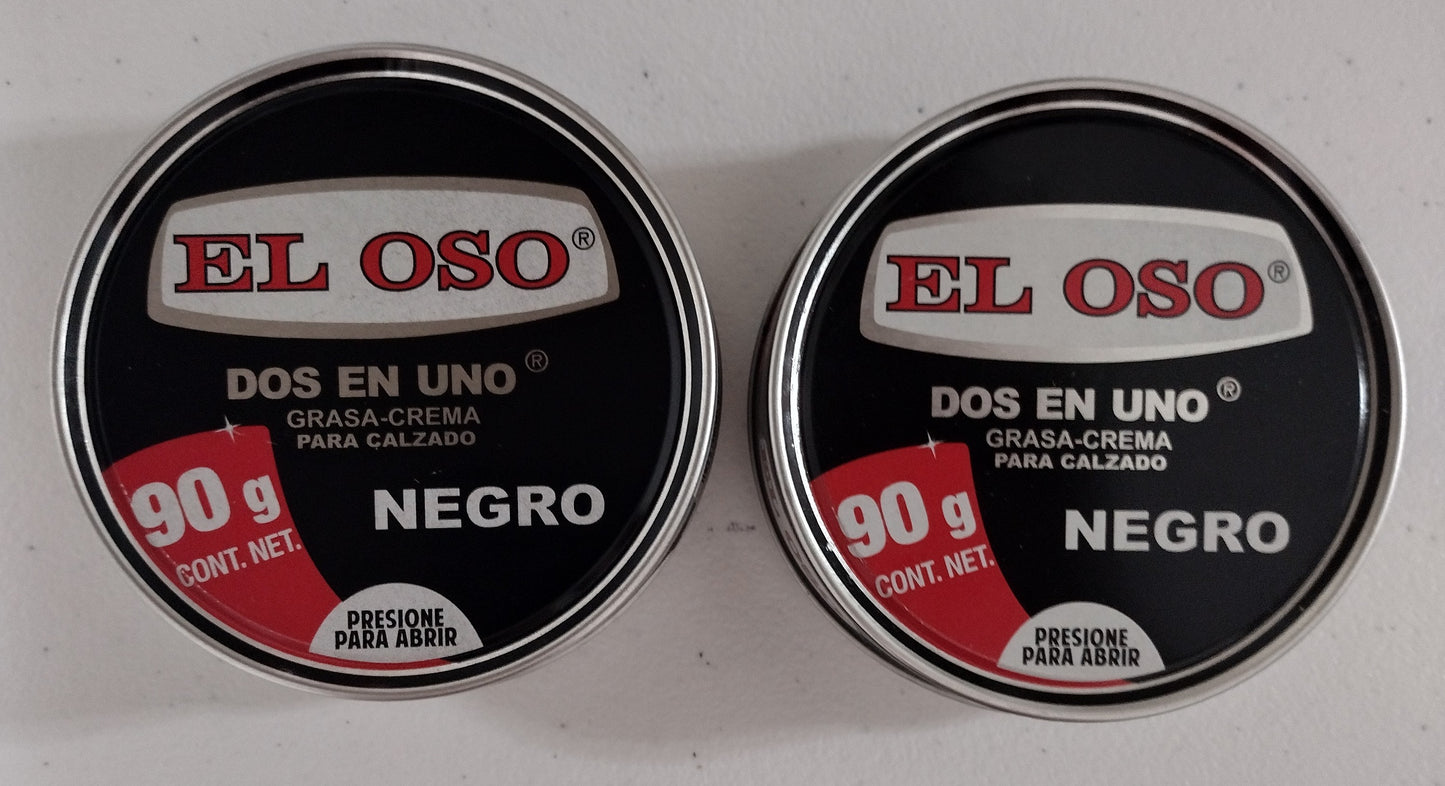 EL OSO®
DOS EN UNO®
GRASA-CREMA
PARA CALZADO
NEGRO
90 g
CONT. NET.
PRESIONE
PARA ABRIR
EL OSO®
DOS EN UNO®
GRASA-CREMA
PARA CALZADO
NEGRO
90 g
CONT. NET.
PRESIONE
PARA ABRIR